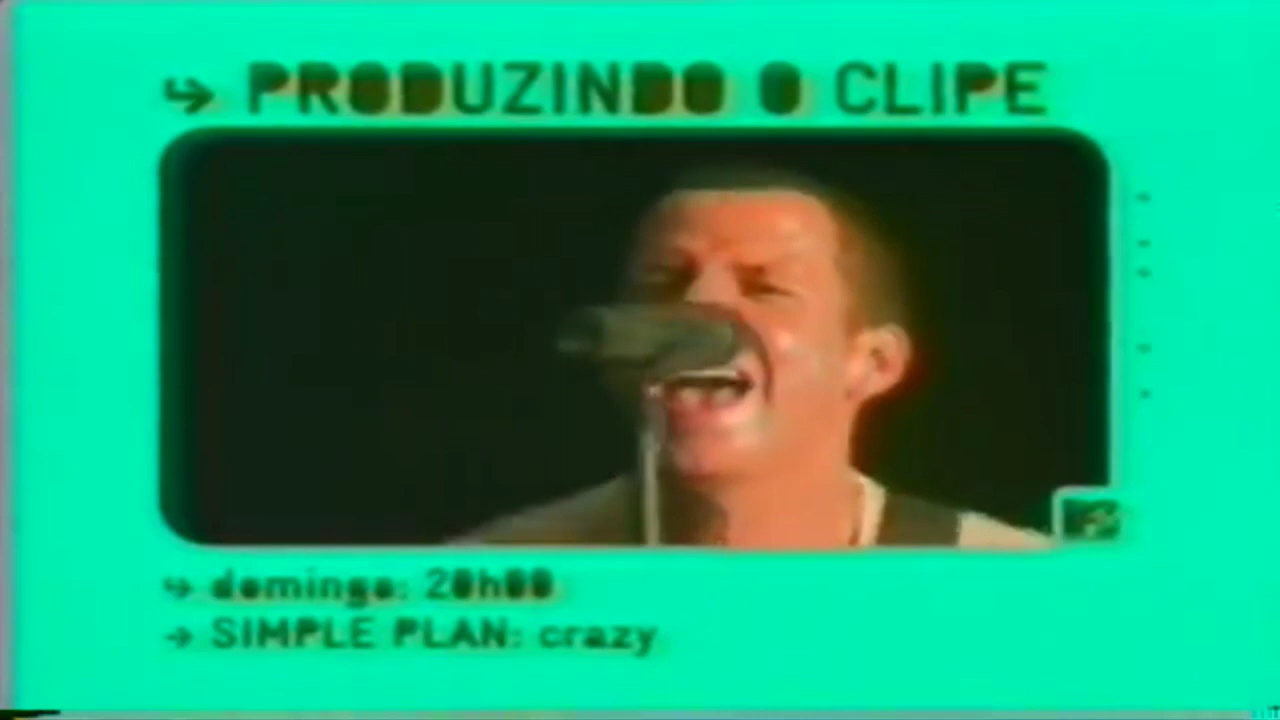 ↳ PRODUZINDO O CLIPE
↳ domingo: 20h00
→ SIMPLE PLAN: crazy